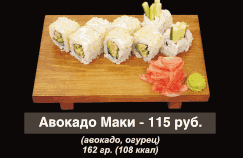 Авокадо Маки - 115 руб.
(авокадо, огурец)
162 гр. (108 ккал)